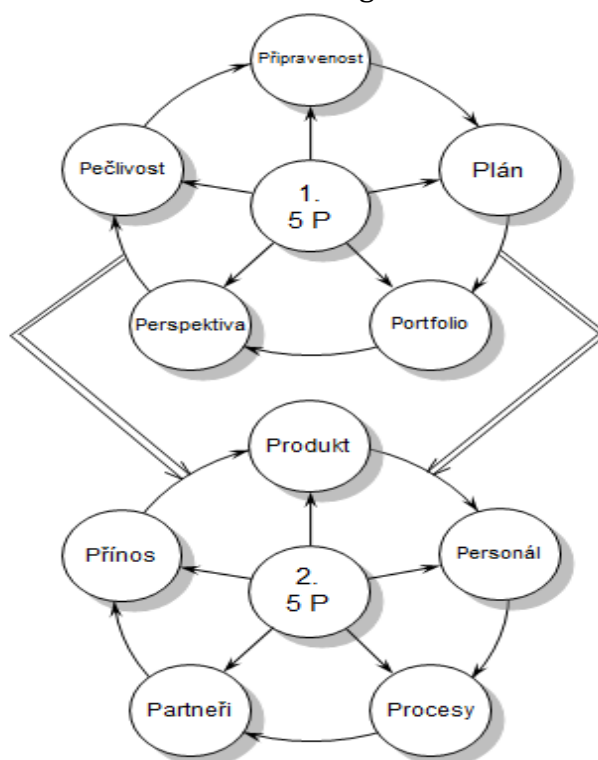 Připravenost
Pečlivost
1.
5 P
Plán
Perspektiva
Portfolio
Produkt
Přínos
2.
5 P
Personál
Partneři
Procesy